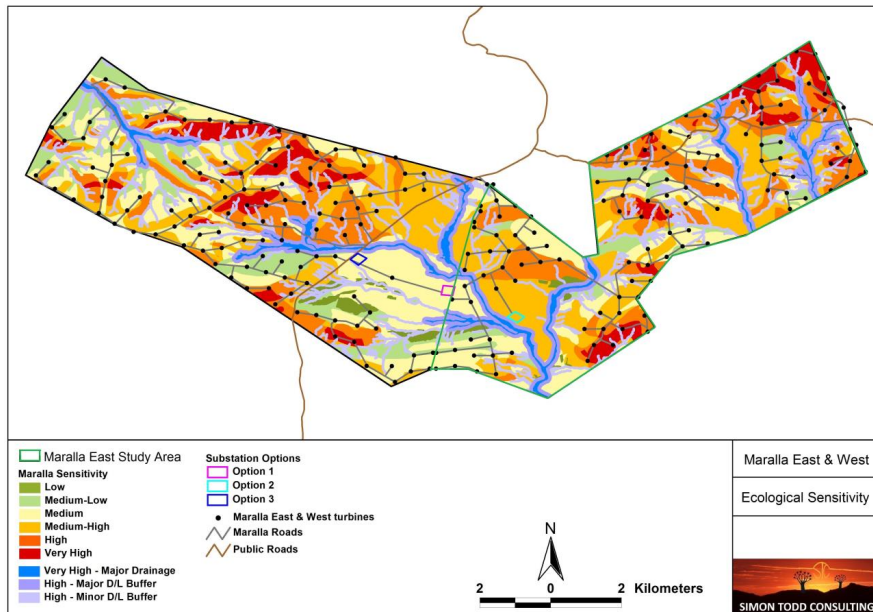 Maralla East Study Area
Maralla Sensitivity
Low
Medium-Low
Medium
Medium-High
High
Very High
Very High - Major Drainage
High - Major D/L Buffer
High - Minor D/L Buffer
Substation Options
Option 1
Option 2
Option 3
Maralla East & West turbines
Maralla Roads
Public Roads
N
2 0 2 Kilometers
Maralla East & West
Ecological Sensitivity
SIMON TODD CONSULTING